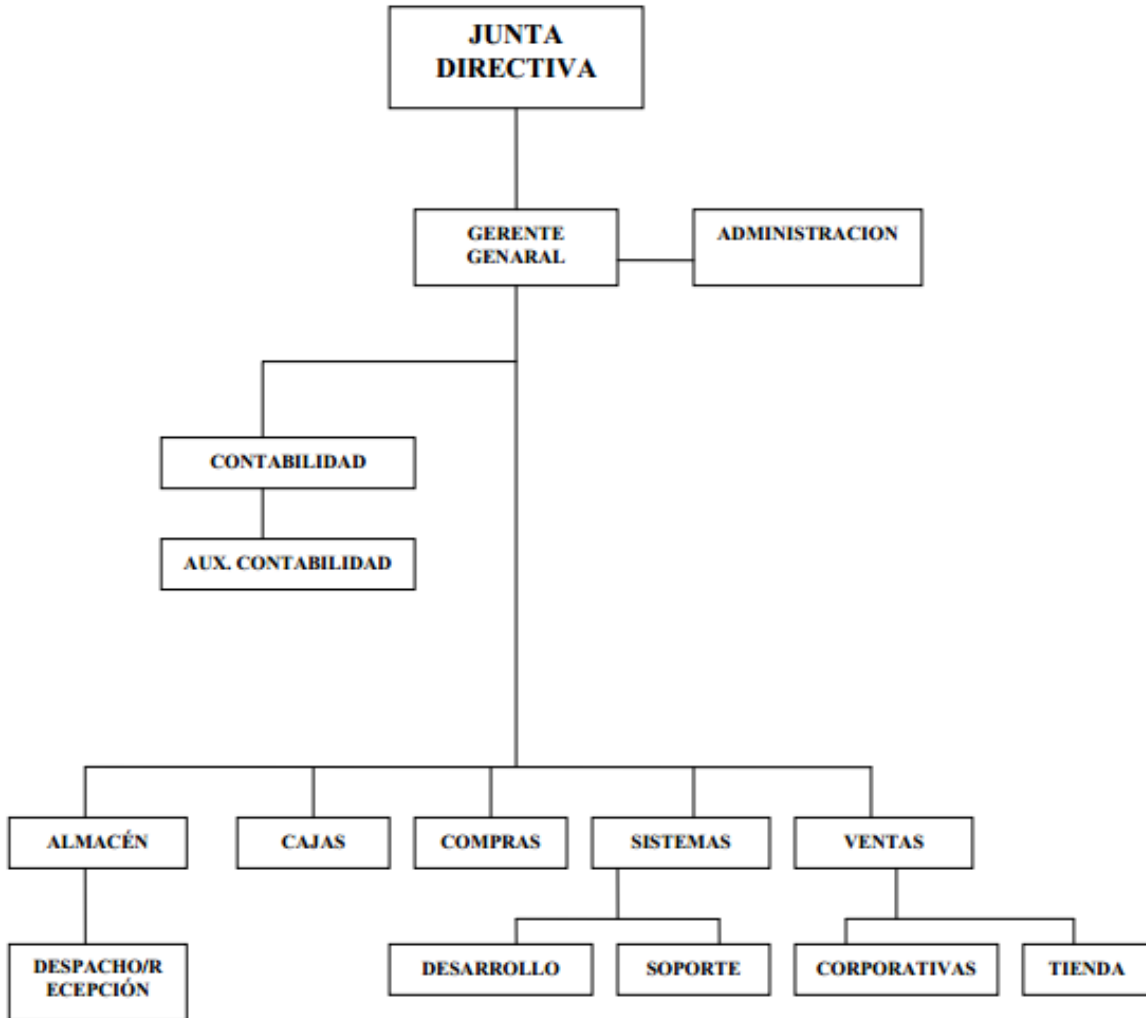 JUNTA
DIRECTIVA
GERENTE
GENARAL
ADMINISTRACION
CONTABILIDAD
AUX. CONTABILIDAD
ALMACÉN
CAJAS
COMPRAS
SISTEMAS
VENTAS
DESPACHO/R
ECEPCIÓN
DESARROLLO
SOPORTE
CORPORATIVAS
TIENDA